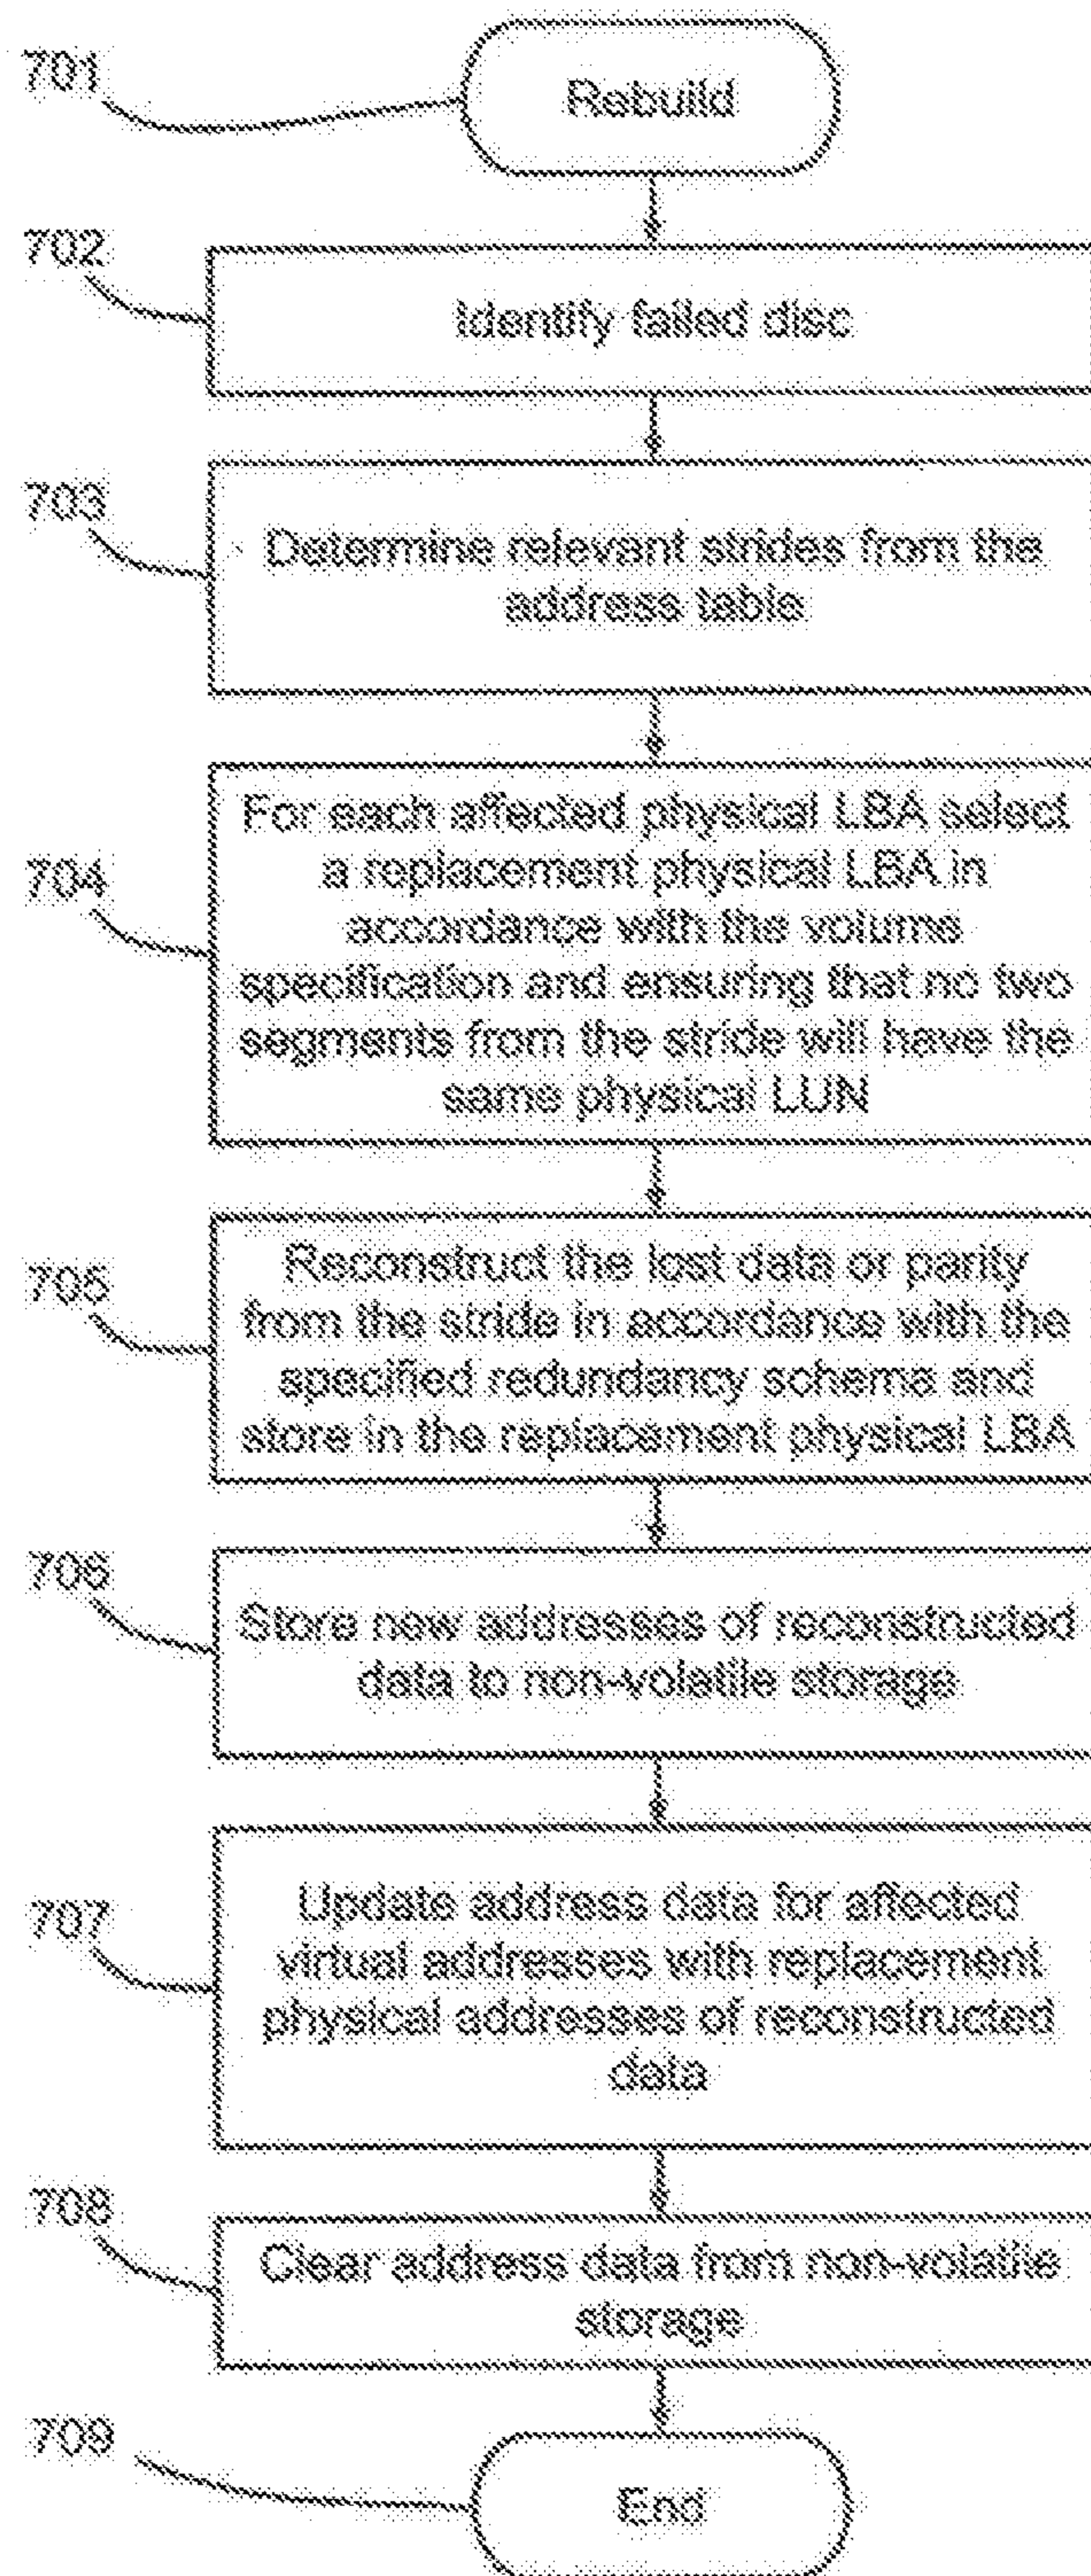 701
Rebuild
702
Identify failed disc
703
Determine relevant strides from the
address table
704
For each affected physical LBA select
a replacement physical LBA in
accordance with the volume
specification and ensuring that no two
segments from the stride will have the
same physical LUN
705
Reconstruct the lost data or parity
from the stride in accordance with the
specified redundancy schema and
store in the replacement physical LBA
706
Store new addresses of reconstructed
data to non-volatile storage
707
Update address data for affected
virtual addresses with replacement
physical addresses of reconstructed
data
708
Clear address data from non-volatile
storage
709
End